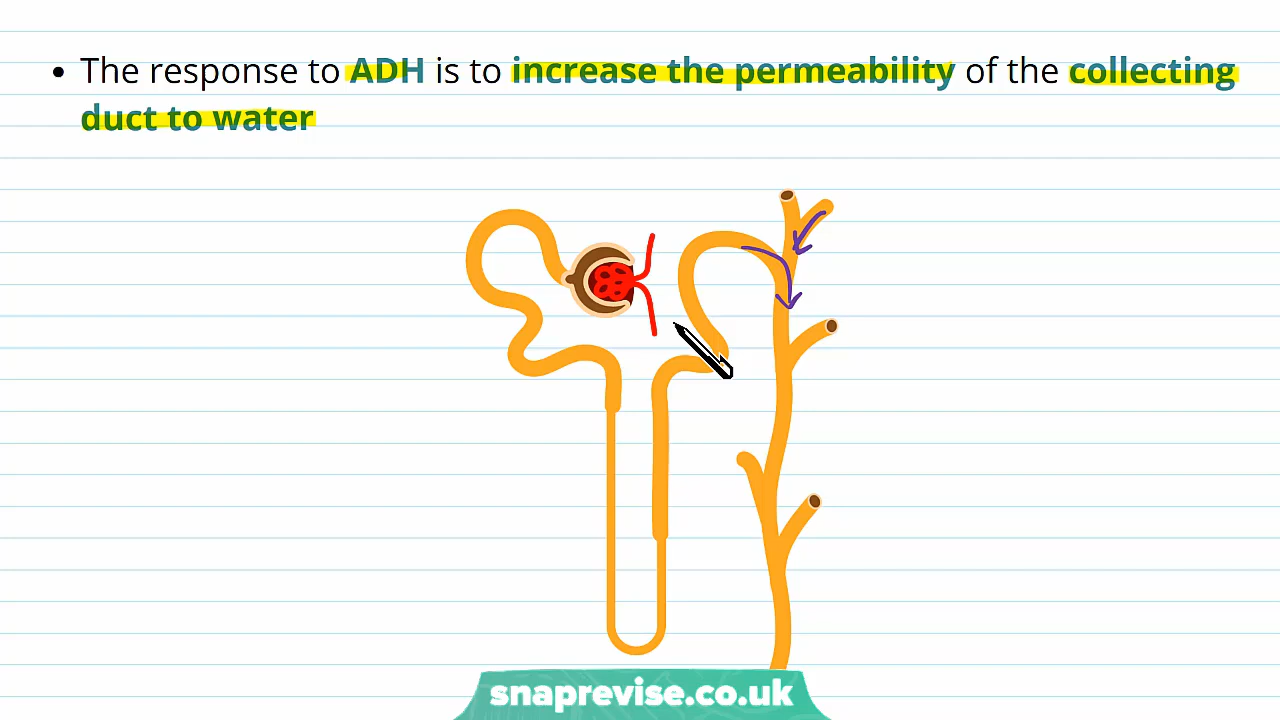 • The response to ADH is to increase the permeability of the collecting
duct to water
snaprevise.co.uk